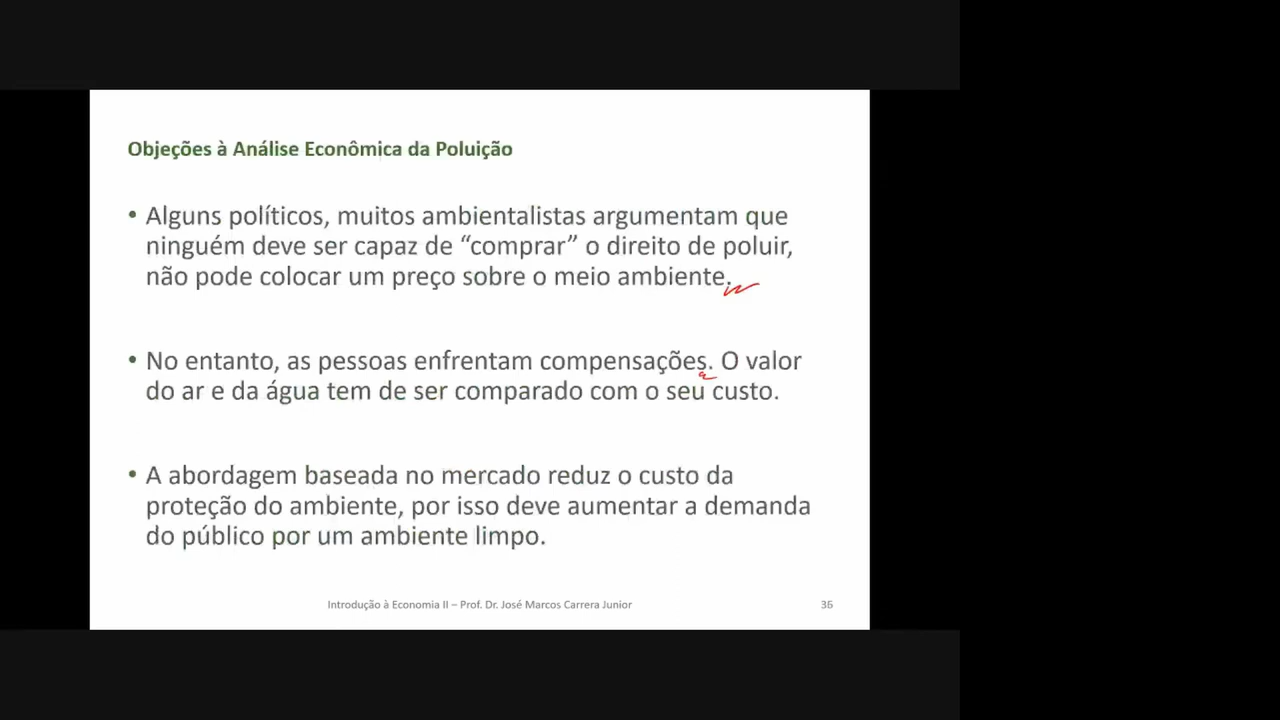 Objeções à Análise Econômica da Poluição
• Alguns políticos, muitos ambientalistas argumentam que
ninguém deve ser capaz de “comprar” o direito de poluir,
não pode colocar um preço sobre o meio ambiente.
• No entanto, as pessoas enfrentam compensações. O valor
do ar e da água tem de ser comparado com o seu custo.
• A abordagem baseada no mercado reduz o custo da
proteção do ambiente, por isso deve aumentar a demanda
do público por um ambiente limpo.
Introdução à Economia II – Prof. Dr. José Marcos Carrera Junior
36